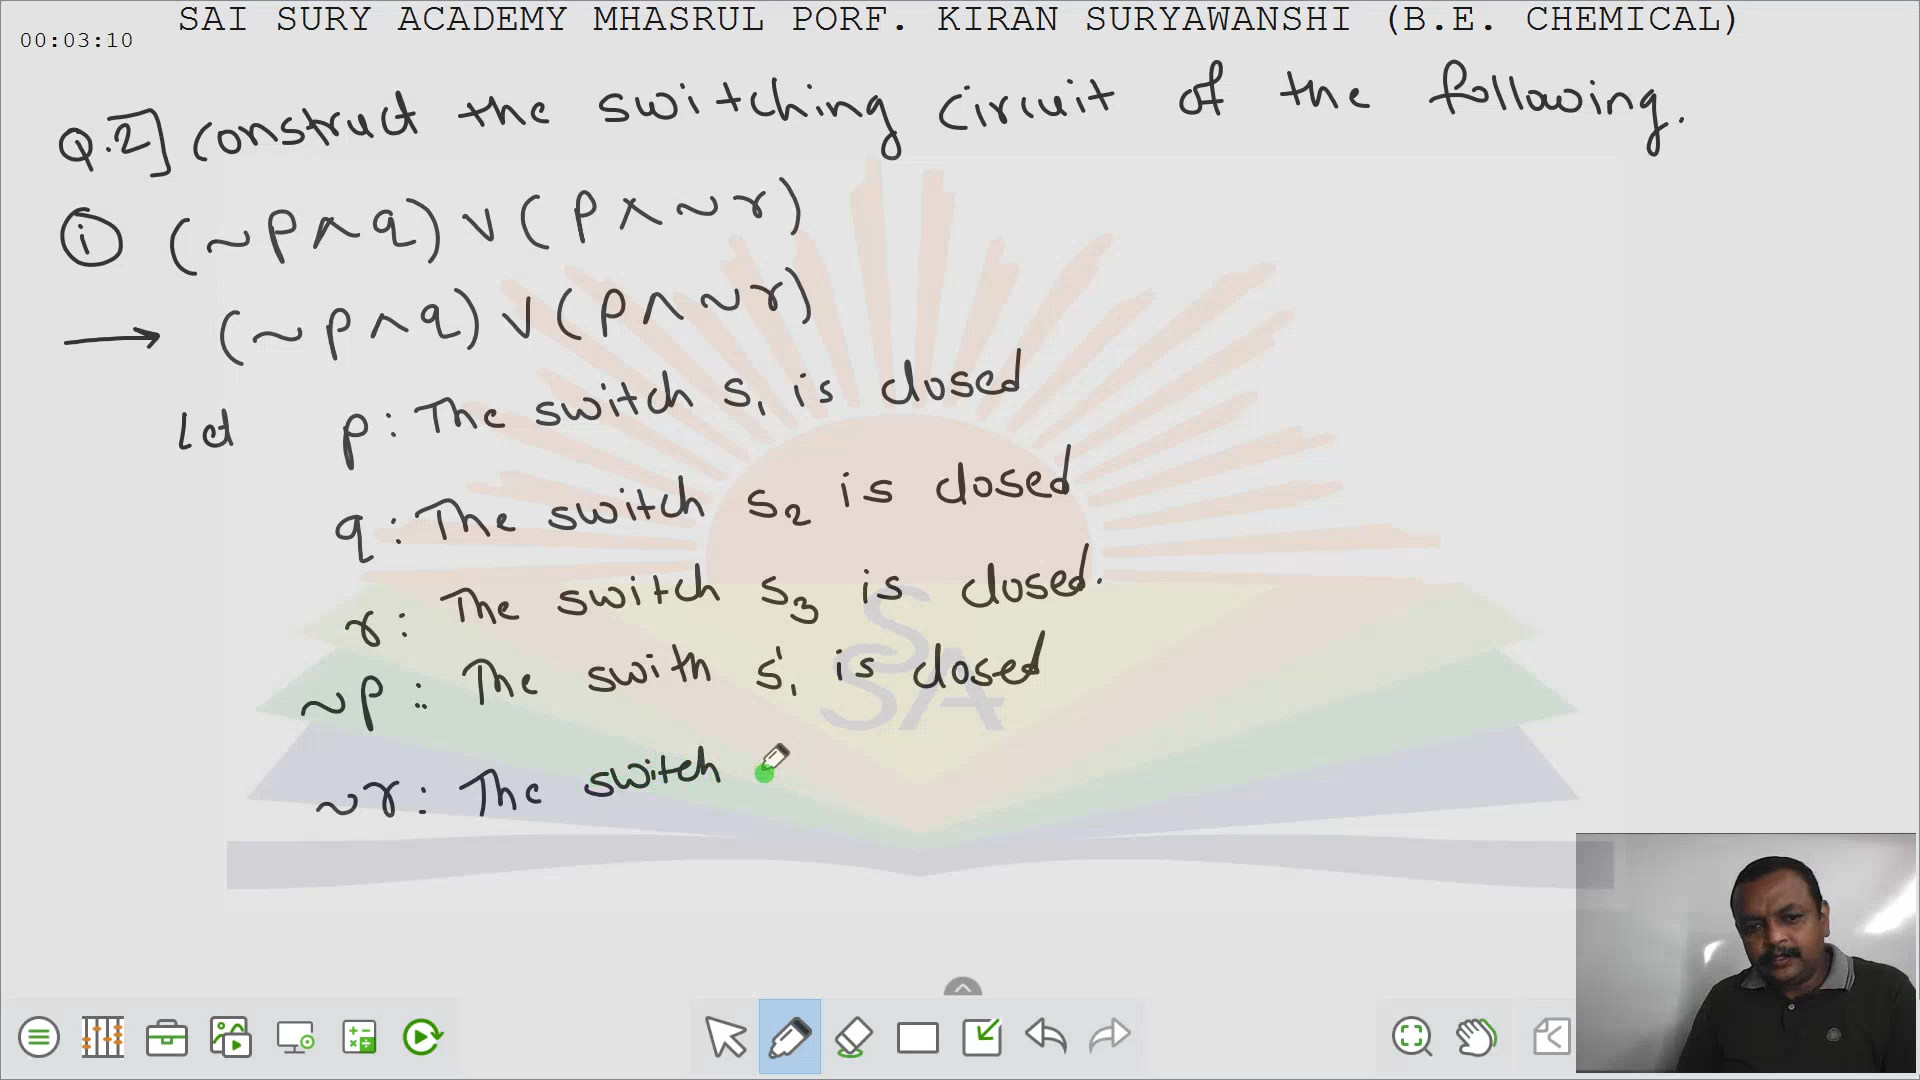 SAI SURY ACADEMY MHASRUL PORF. KIRAN SURYAWANSHI (B.E. CHEMICAL)
00:03:10
Q.2] construct the switching circuit of the following.
(i) (~p∧q)∨(p∧~r)
→ (~p∧q)∨(p∧~r)
Let p: The switch s₁ is closed
q: The switch s₂ is closed
r: The switch s₃ is closed.
~p: The swith s'₁ is closed
~r: The switch
SSA